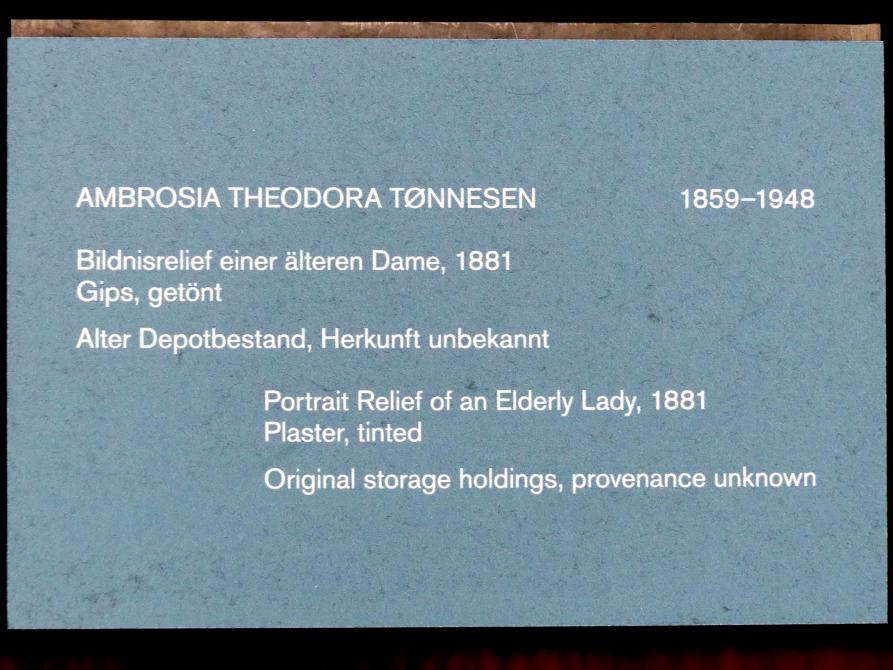 AMBROSIA THEODORA TØNNESEN 1859–1948
Bildnisrelief einer älteren Dame, 1881
Gips, getönt
Alter Depotbestand, Herkunft unbekannt
Portrait Relief of an Elderly Lady, 1881
Plaster, tinted
Original storage holdings, provenance unknown